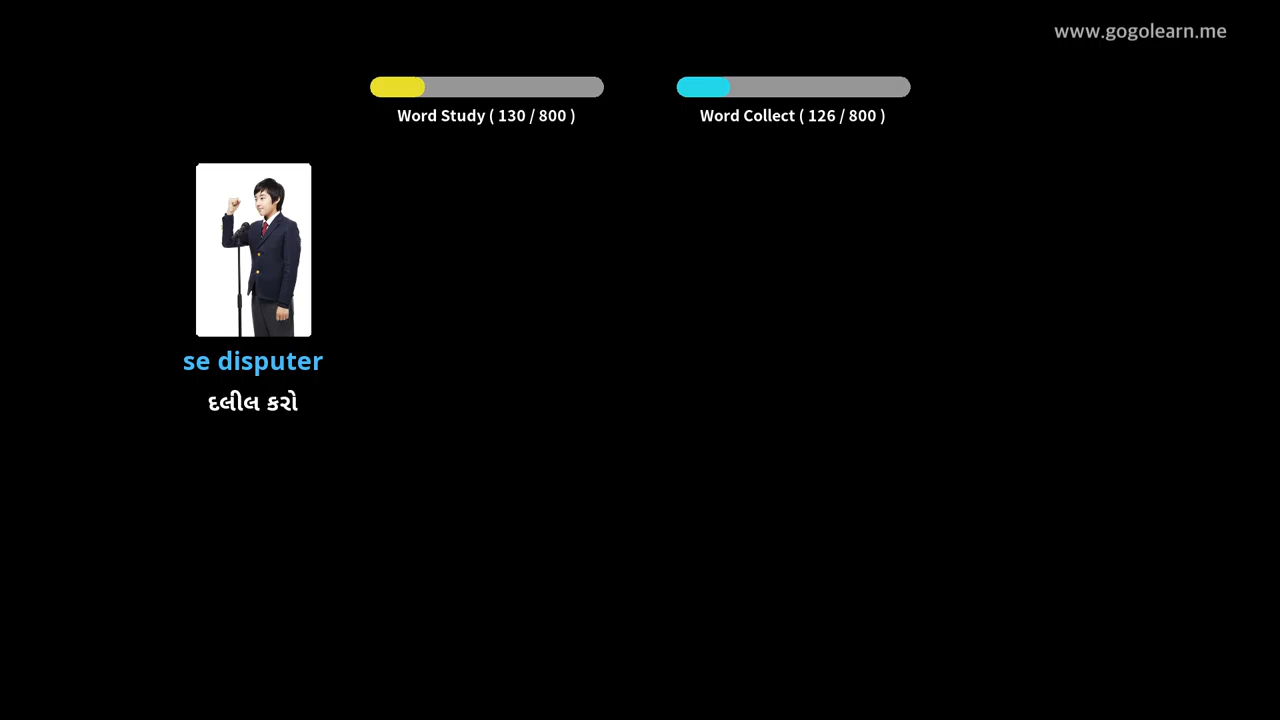 www.gogolearn.me
Word Study ( 130 / 800 )
Word Collect ( 126 / 800 )
se disputer
દલીલ કરો